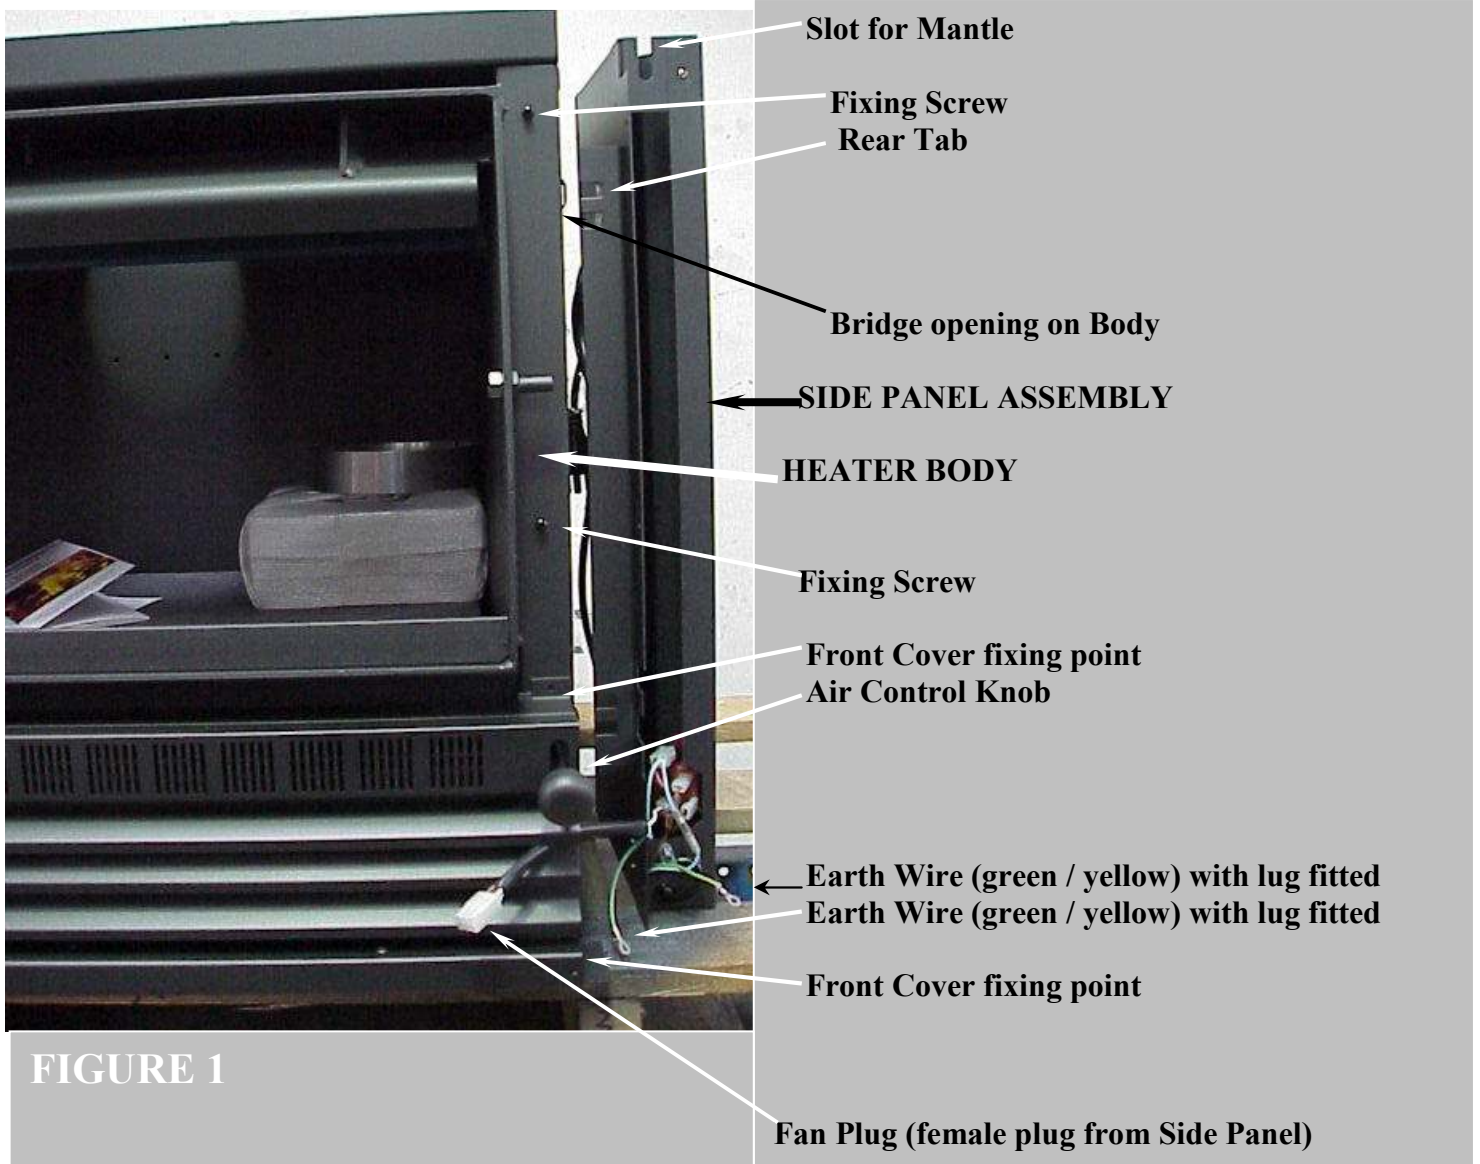 Slot for Mantle
Fixing Screw
Rear Tab
Bridge opening on Body
SIDE PANEL ASSEMBLY
HEATER BODY
Fixing Screw
Front Cover fixing point
Air Control Knob
Earth Wire (green / yellow) with lug fitted
Earth Wire (green / yellow) with lug fitted
Front Cover fixing point
FIGURE 1
Fan Plug (female plug from Side Panel)